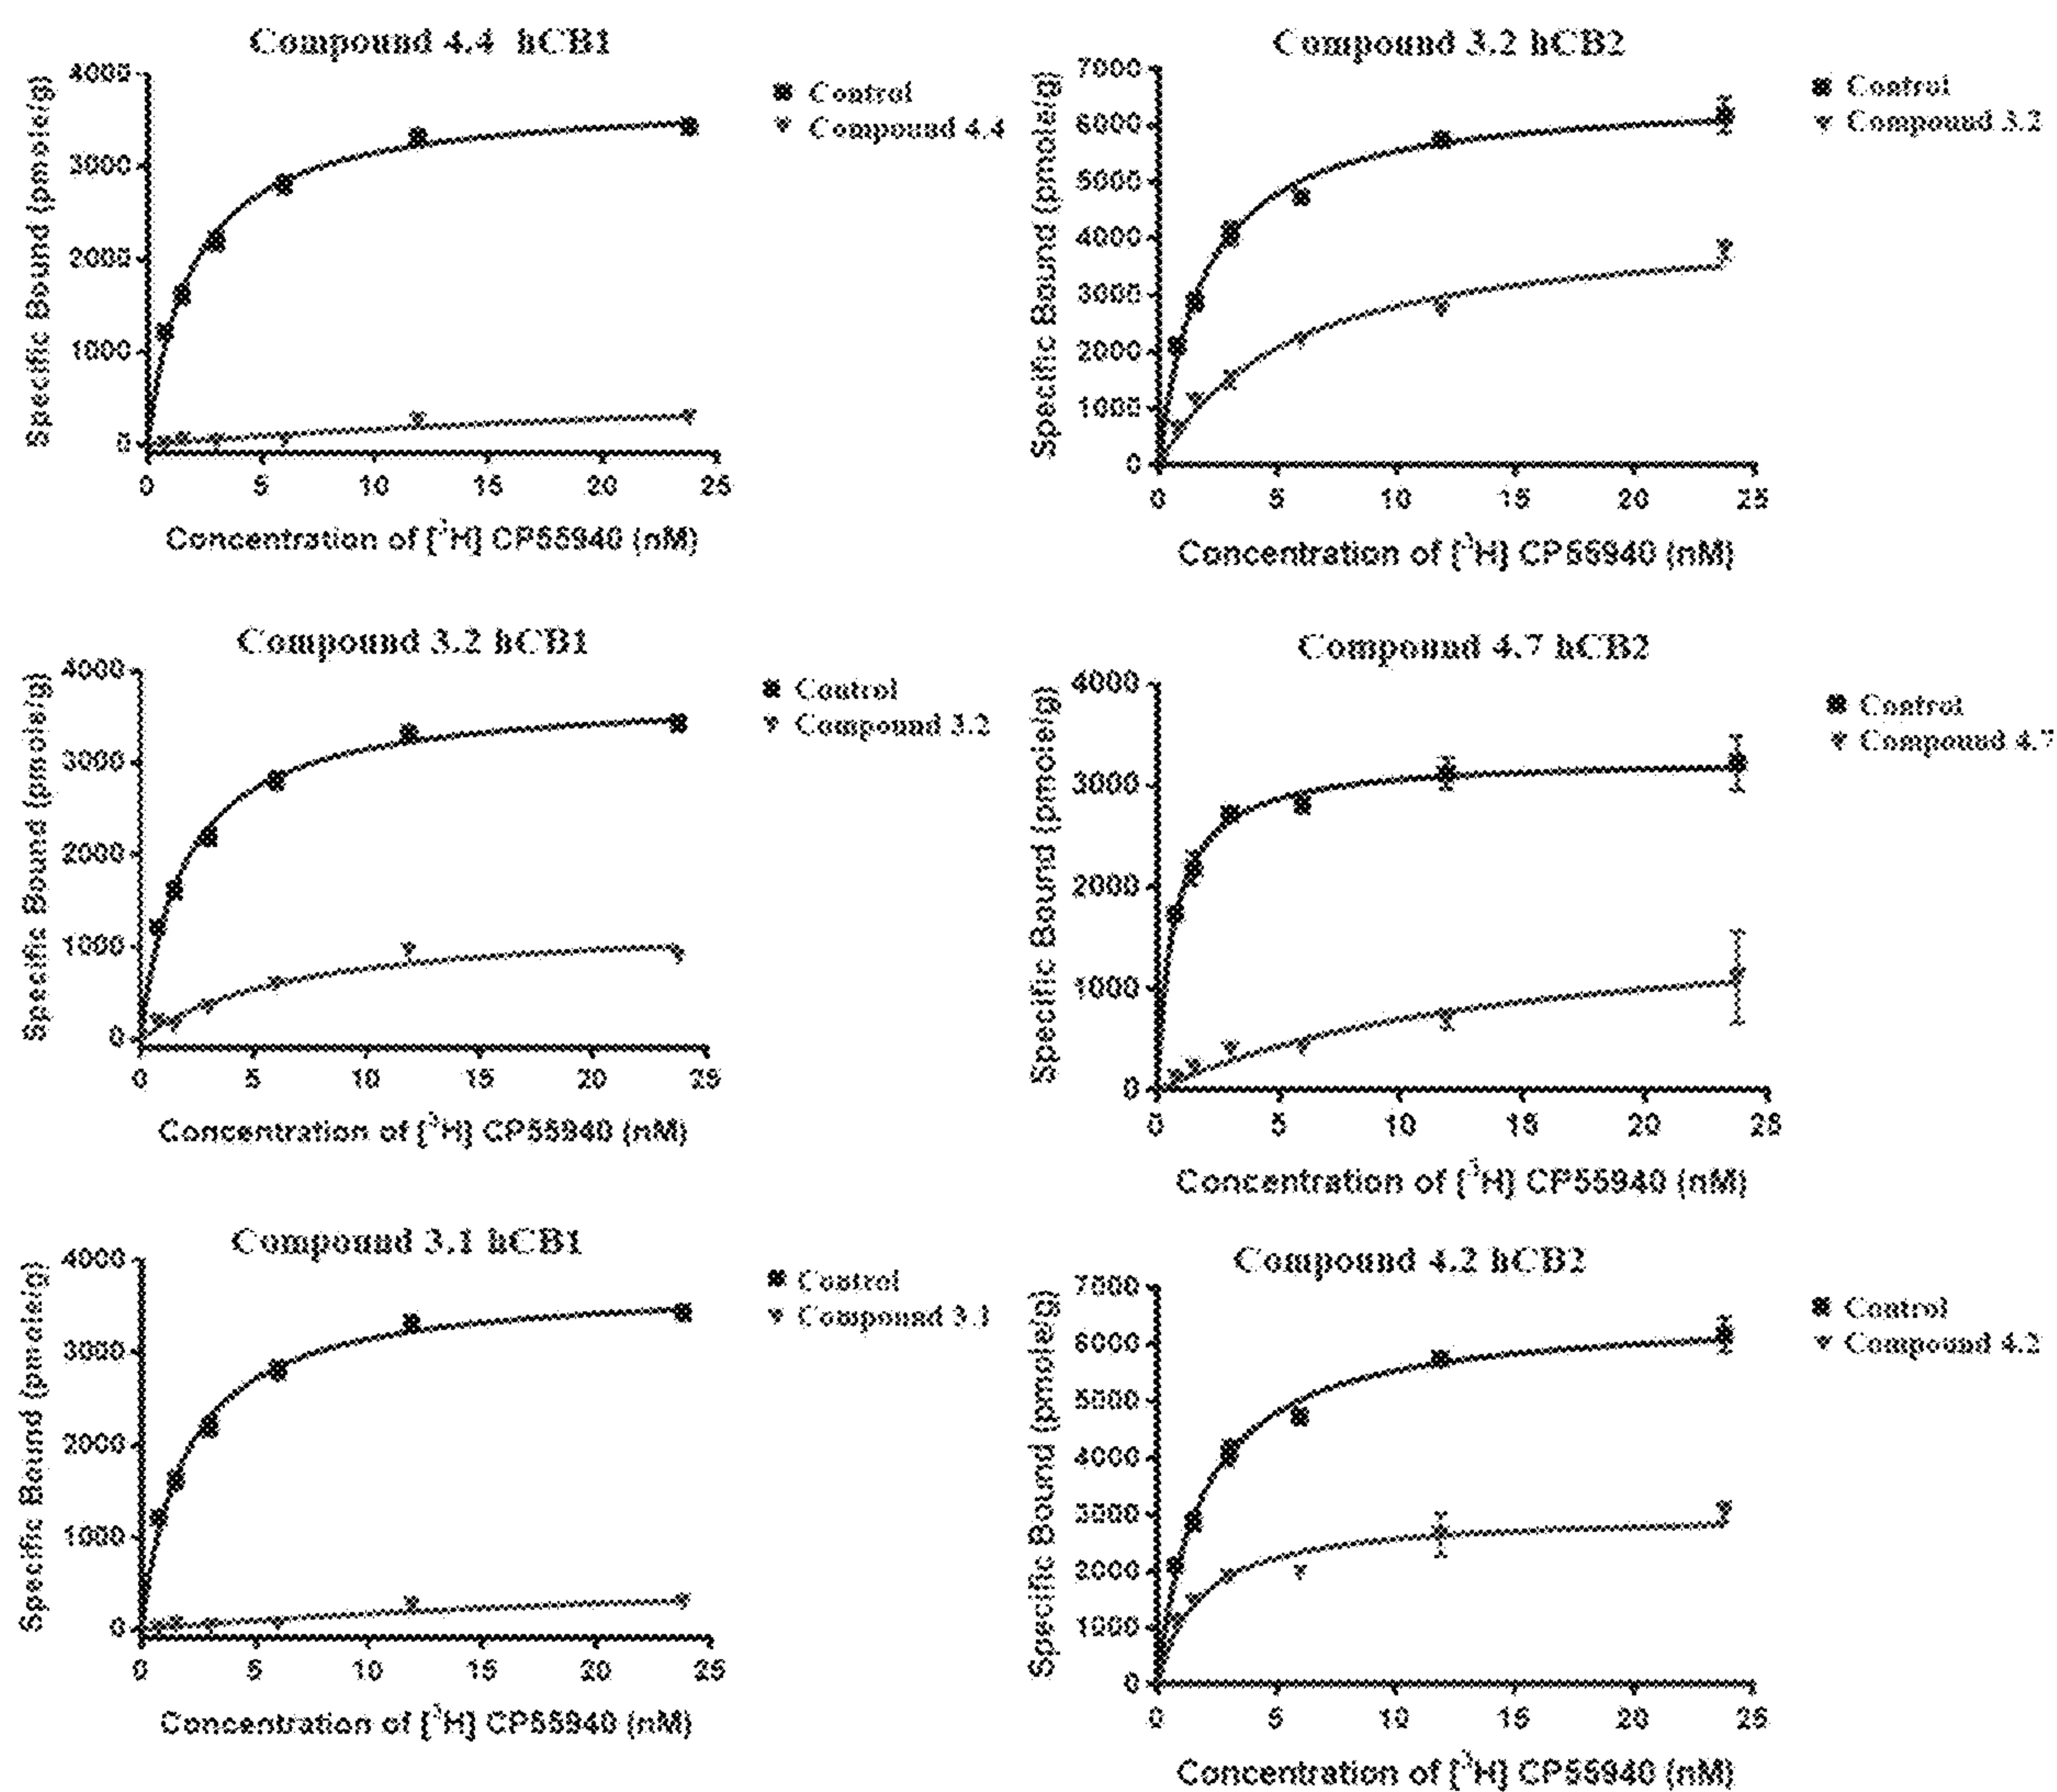 Compound 4.4 hCB1
Control
Compound 4.4
Specific Bound (pmole/g)
4000
3000
2000
1000
0
0 5 10 15 20 25
Concentration of [³H] CP55940 (nM)
Compound 3.2 hCB2
Control
Compound 3.2
Specific Bound (pmole/g)
7000
6000
5000
4000
3000
2000
1000
0
0 5 10 15 20 25
Concentration of [³H] CP55940 (nM)
Compound 3.2 hCB1
Control
Compound 3.2
Specific Bound (pmole/g)
4000
3000
2000
1000
0
0 5 10 15 20 25
Concentration of [³H] CP55940 (nM)
Compound 4.7 hCB2
Control
Compound 4.7
Specific Bound (pmole/g)
4000
3000
2000
1000
0
0 5 10 15 20 25
Concentration of [³H] CP55940 (nM)
Compound 3.1 hCB1
Control
Compound 3.1
Specific Bound (pmole/g)
4000
3000
2000
1000
0
0 5 10 15 20 25
Concentration of [³H] CP55940 (nM)
Compound 4.2 hCB2
Control
Compound 4.2
Specific Bound (pmole/g)
7000
6000
5000
4000
3000
2000
1000
0
0 5 10 15 20 25
Concentration of [³H] CP55940 (nM)